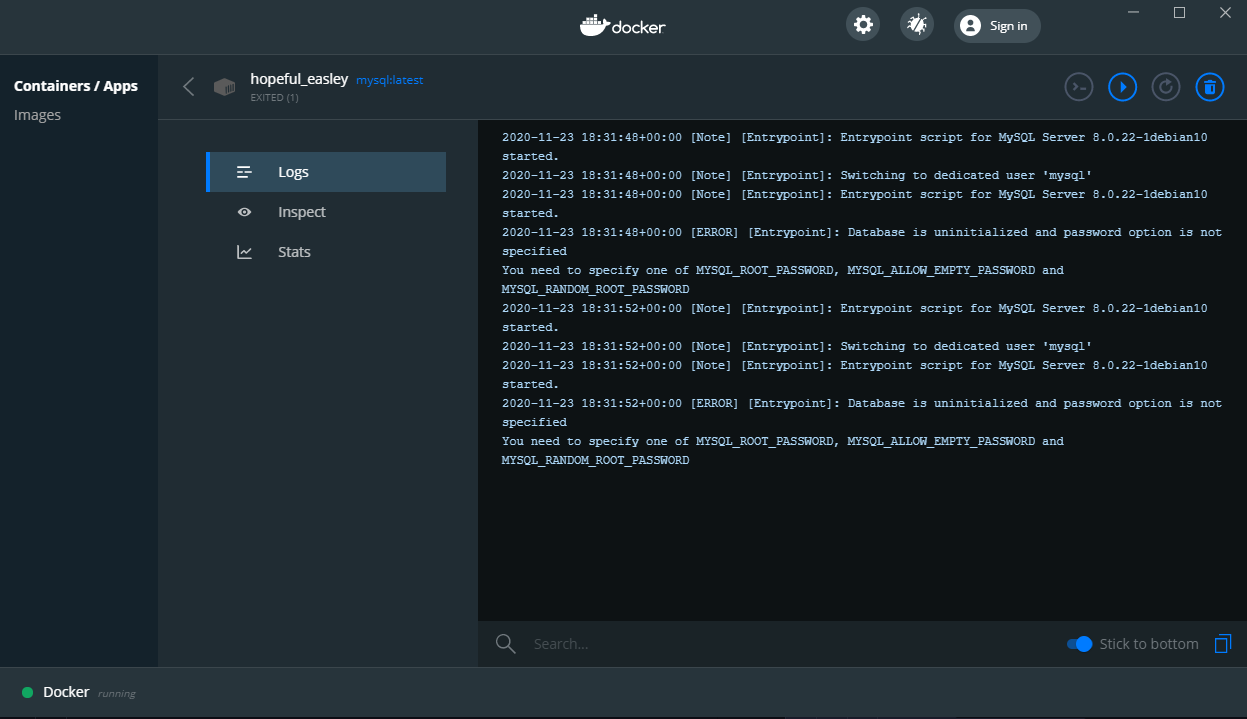 docker
Sign in
Containers / Apps
Images
hopeful_easley mysql:latest
EXITED (1)
Logs
Inspect
Stats
2020-11-23 18:31:48+00:00 [Note] [Entrypoint]: Entrypoint script for MySQL Server 8.0.22-1debian10
started.
2020-11-23 18:31:48+00:00 [Note] [Entrypoint]: Switching to dedicated user 'mysql'
2020-11-23 18:31:48+00:00 [Note] [Entrypoint]: Entrypoint script for MySQL Server 8.0.22-1debian10
started.
2020-11-23 18:31:48+00:00 [ERROR] [Entrypoint]: Database is uninitialized and password option is not
specified
You need to specify one of MYSQL_ROOT_PASSWORD, MYSQL_ALLOW_EMPTY_PASSWORD and
MYSQL_RANDOM_ROOT_PASSWORD
2020-11-23 18:31:52+00:00 [Note] [Entrypoint]: Entrypoint script for MySQL Server 8.0.22-1debian10
started.
2020-11-23 18:31:52+00:00 [Note] [Entrypoint]: Switching to dedicated user 'mysql'
2020-11-23 18:31:52+00:00 [Note] [Entrypoint]: Entrypoint script for MySQL Server 8.0.22-1debian10
started.
2020-11-23 18:31:52+00:00 [ERROR] [Entrypoint]: Database is uninitialized and password option is not
specified
You need to specify one of MYSQL_ROOT_PASSWORD, MYSQL_ALLOW_EMPTY_PASSWORD and
MYSQL_RANDOM_ROOT_PASSWORD
Search...
Stick to bottom
Docker running